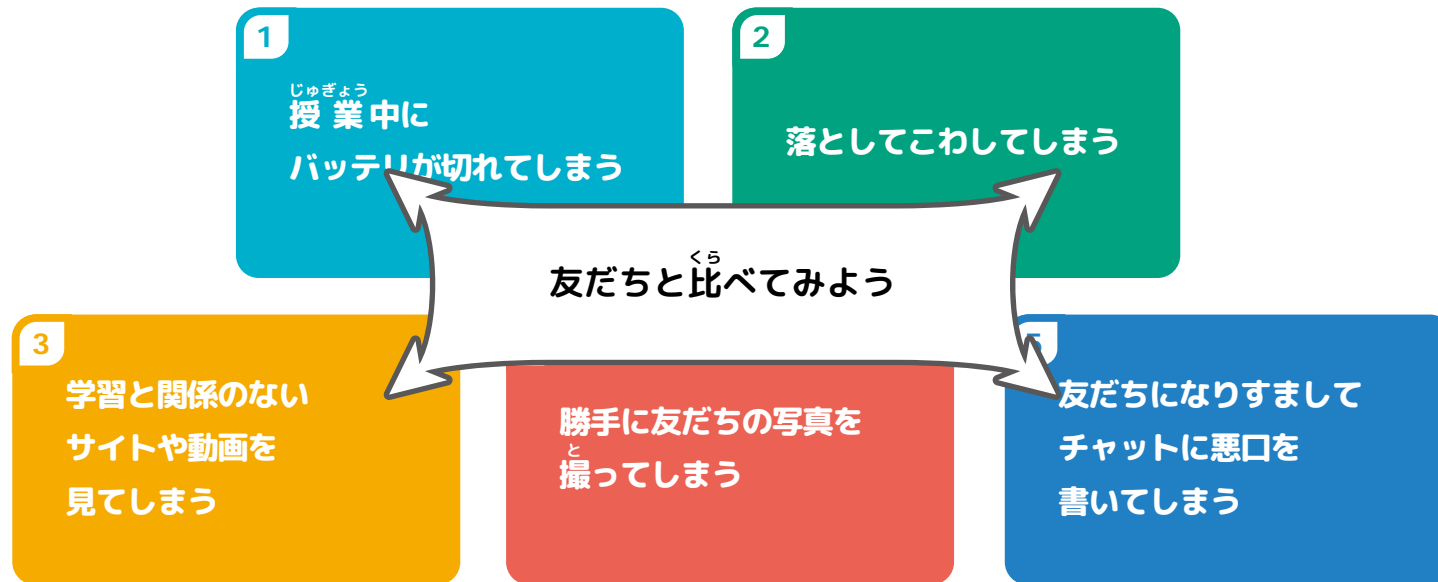 1
授業中に
じゅぎょう
バッテリが切れてしまう
2
落としてこわしてしまう
友だちと比べてみよう
くら
3
学習と関係のない
サイトや動画を
見てしまう
勝手に友だちの写真を
撮ってしまう
と
5
友だちになりすまして
チャットに悪口を
書いてしまう